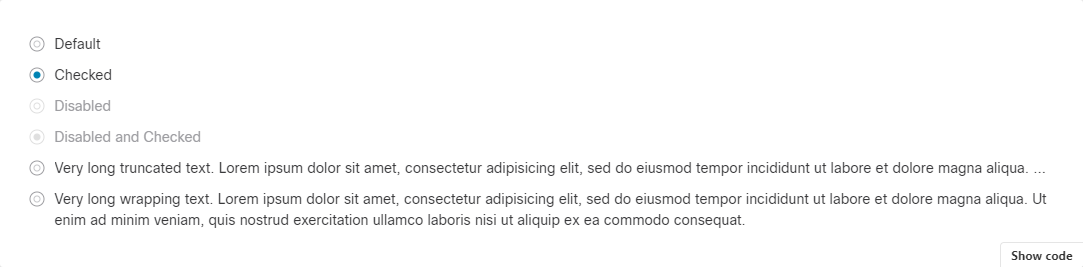 Default
Checked
Disabled
Disabled and Checked
Very long truncated text. Lorem ipsum dolor sit amet, consectetur adipisicing elit, sed do eiusmod tempor incididunt ut labore et dolore magna aliqua. ...
Very long wrapping text. Lorem ipsum dolor sit amet, consectetur adipisicing elit, sed do eiusmod tempor incididunt ut labore et dolore magna aliqua. Ut
enim ad minim veniam, quis nostrud exercitation ullamco laboris nisi ut aliquip ex ea commodo consequat.
Show code